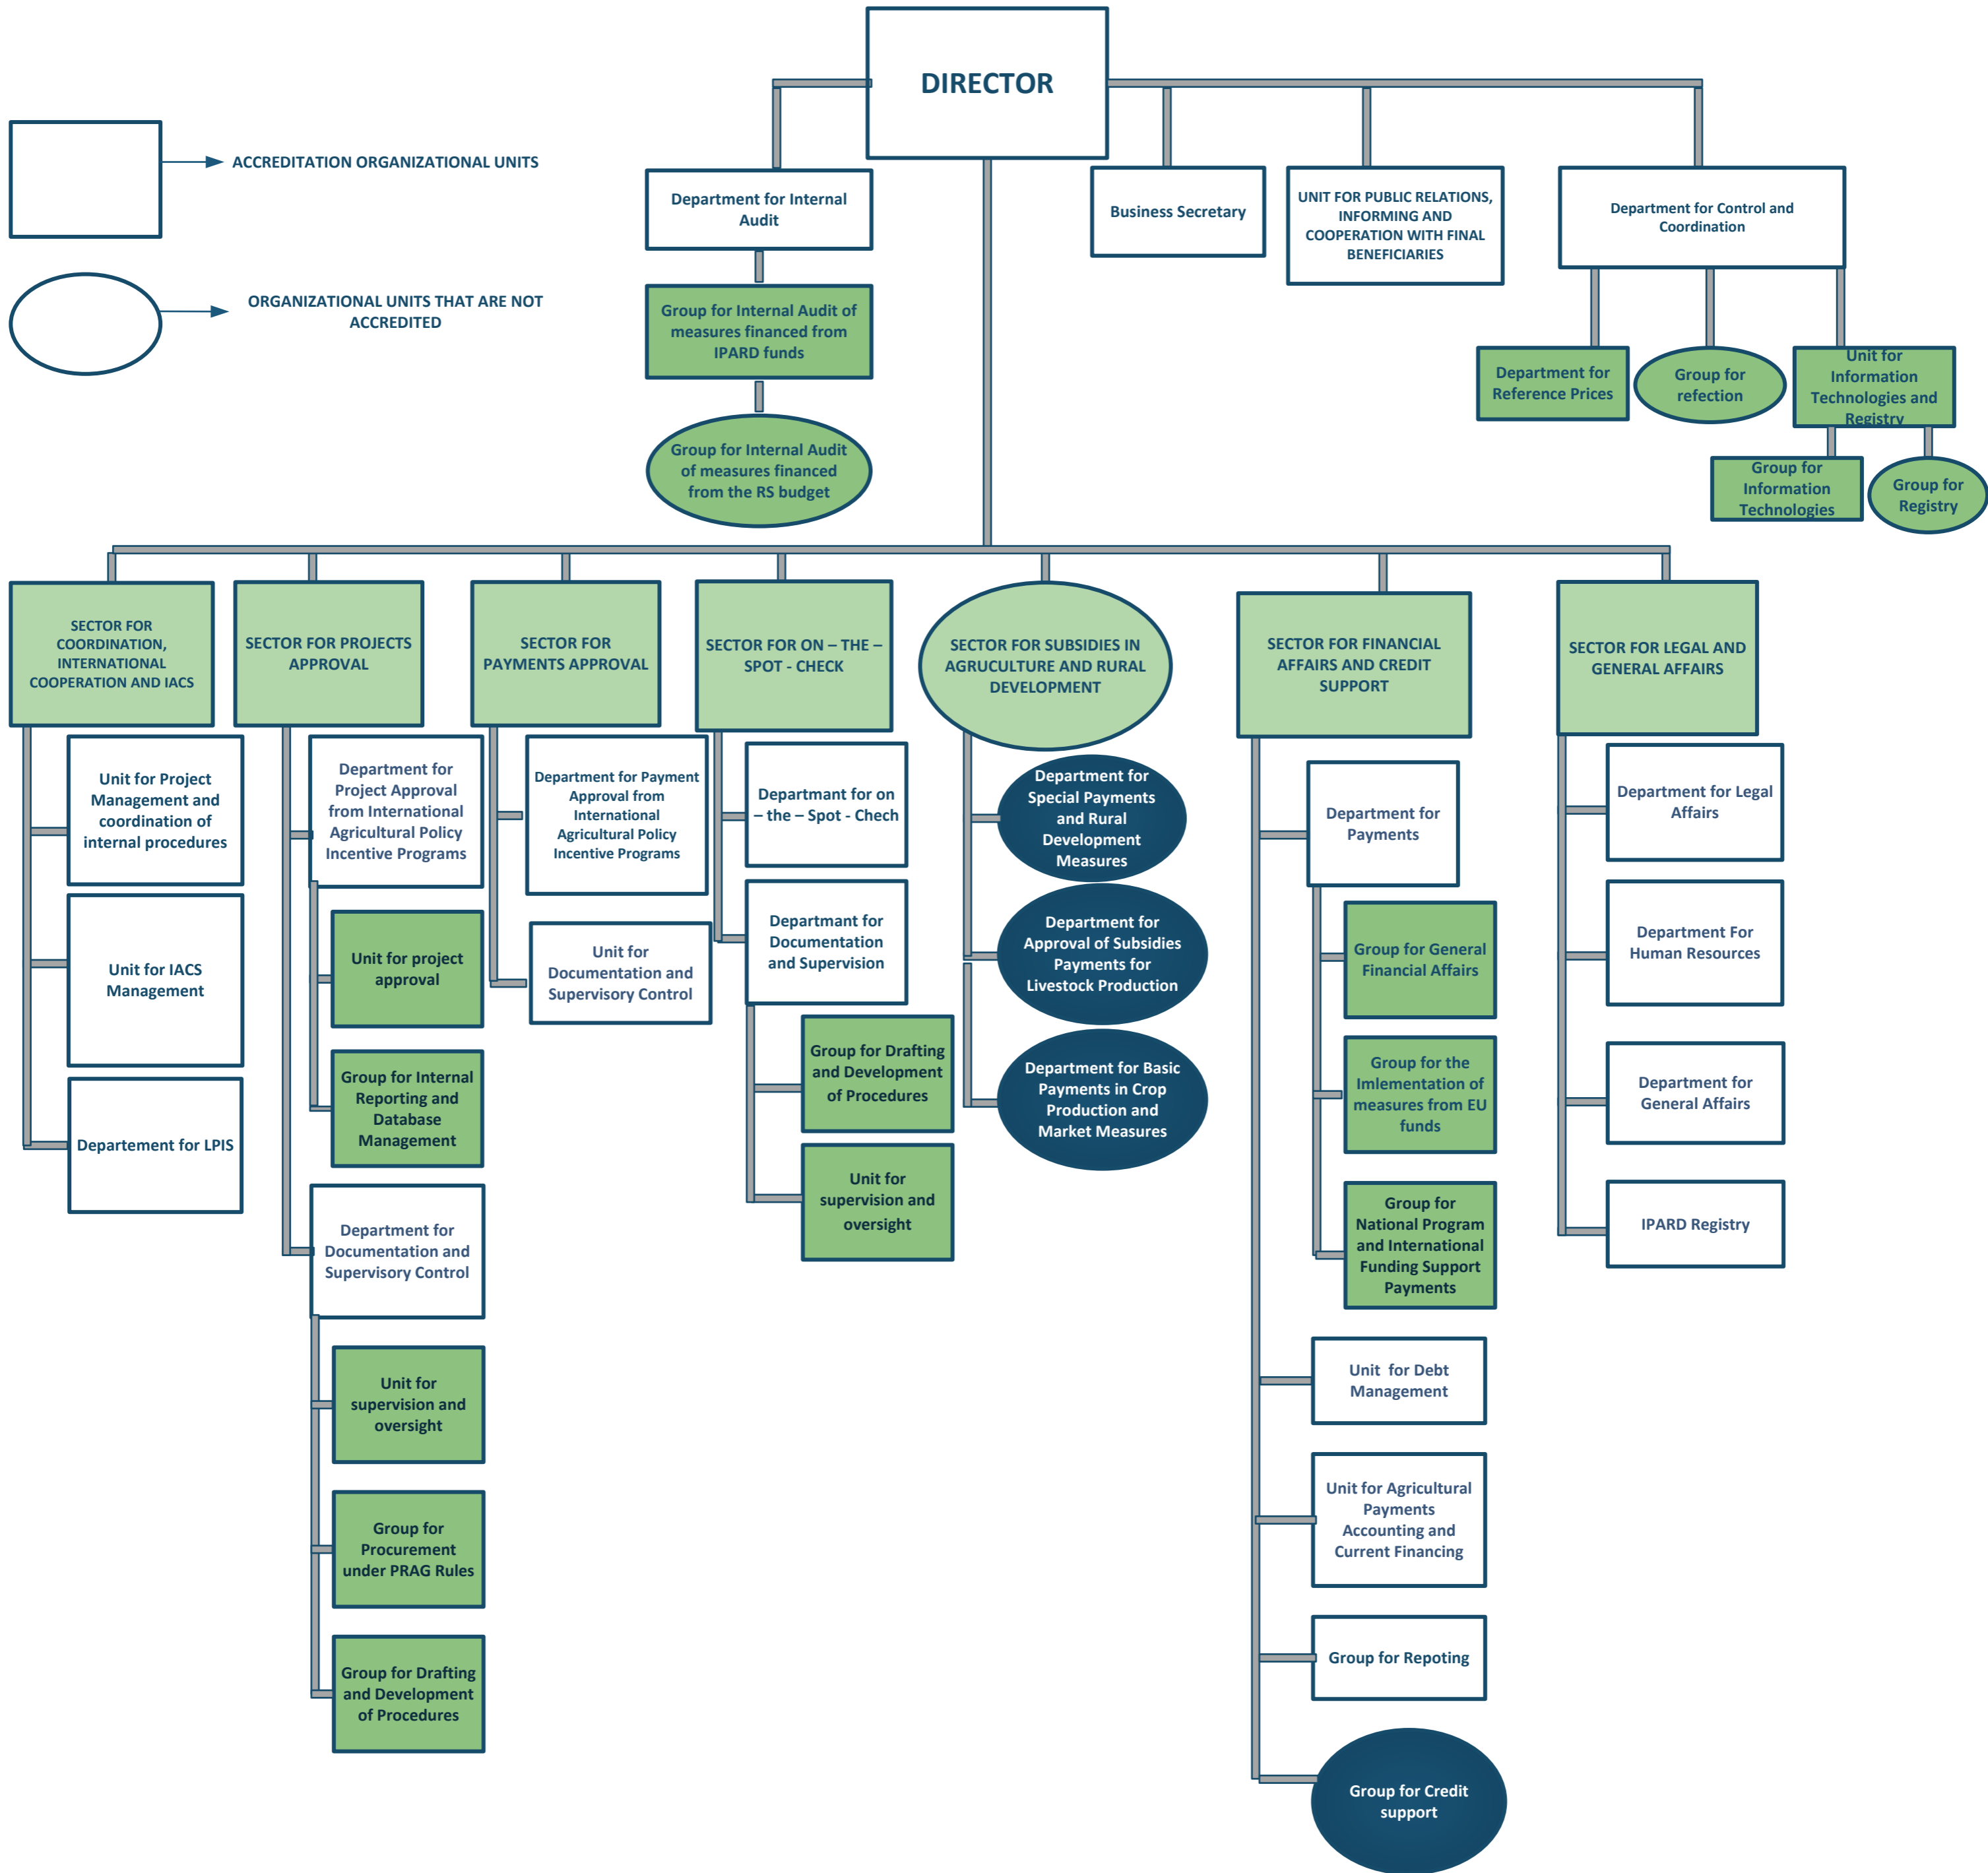 DIRECTOR
ACCREDITATION ORGANIZATIONAL UNITS
ORGANIZATIONAL UNITS THAT ARE NOT
ACCREDITED
Department for Internal
Audit
Business Secretary
UNIT FOR PUBLIC RELATIONS,
INFORMING AND
COOPERATION WITH FINAL
BENEFICIARIES
Department for Control and
Coordination
Group for Internal Audit of
measures financed from
IPARD funds
Group for Internal Audit
of measures financed
from the RS budget
Department for
Reference Prices
Group for
refection
Unit for
Information
Technologies and
Registry
Group for
Information
Technologies
Group for
Registry
SECTOR FOR
COORDINATION,
INTERNATIONAL
COOPERATION AND IACS
SECTOR FOR PROJECTS
APPROVAL
SECTOR FOR
PAYMENTS APPROVAL
SECTOR FOR ON – THE –
SPOT - CHECK
SECTOR FOR SUBSIDIES IN
AGRUCULTURE AND RURAL
DEVELOPMENT
SECTOR FOR FINANCIAL
AFFAIRS AND CREDIT
SUPPORT
SECTOR FOR LEGAL AND
GENERAL AFFAIRS
Unit for Project
Management and
coordination of
internal procedures
Unit for IACS
Management
Departement for LPIS
Department for
Project Approval
from International
Agricultural Policy
Incentive Programs
Unit for project
approval
Group for Internal
Reporting and
Database
Management
Department for
Documentation and
Supervisory Control
Unit for
supervision and
oversight
Group for
Procurement
under PRAG Rules
Group for Drafting
and Development
of Procedures
Department for Payment
Approval from
International
Agricultural Policy
Incentive Programs
Unit for
Documentation and
Supervisory Control
Departmant for on
– the – Spot - Chech
Departmant for
Documentation
and Supervision
Group for Drafting
and Development
of Procedures
Unit for
supervision and
oversight
Department for
Special Payments
and Rural
Development
Measures
Department for
Approval of Subsidies
Payments for
Livestock Production
Department for Basic
Payments in Crop
Production and
Market Measures
Department for
Payments
Group for General
Financial Affairs
Group for the
Imlementation of
measures from EU
funds
Group for
National Program
and International
Funding Support
Payments
Unit for Debt
Management
Unit for Agricultural
Payments
Accounting and
Current Financing
Group for Repoting
Group for Credit
support
Department for Legal
Affairs
Department For
Human Resources
Department for
General Affairs
IPARD Registry